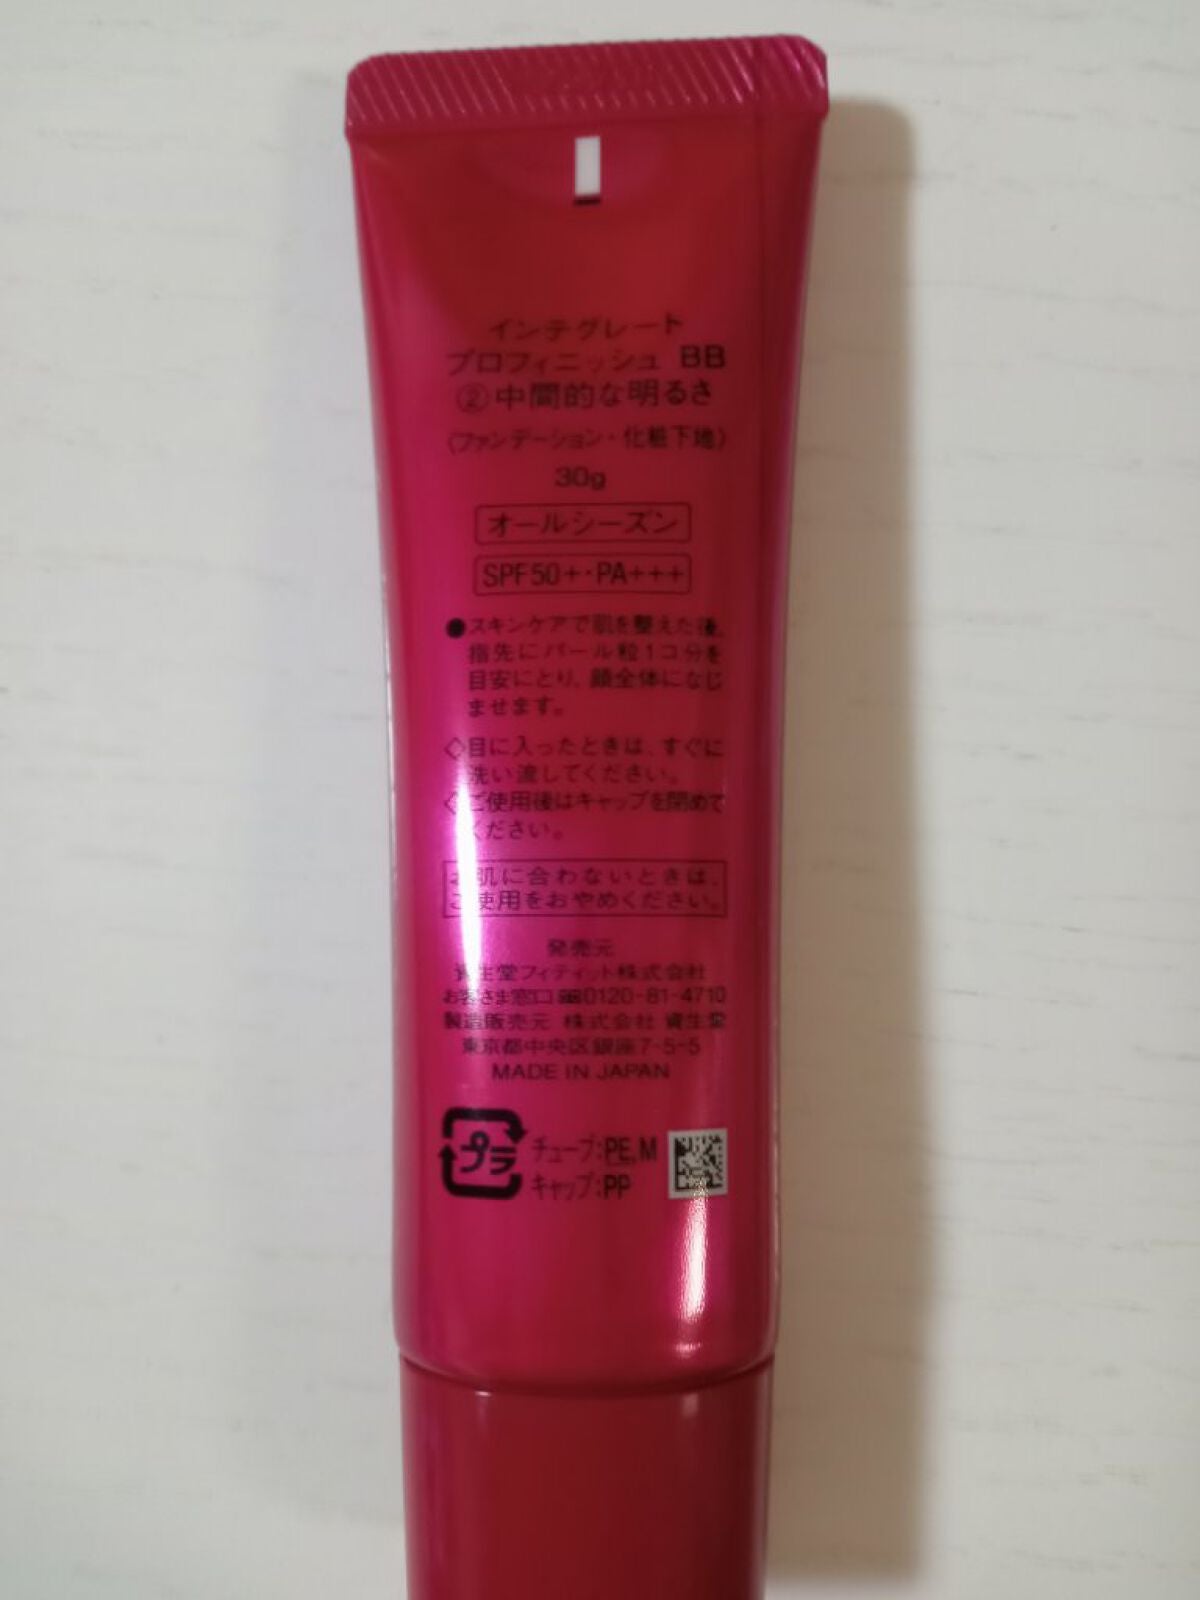 インテグレート
プロフィニッシュ BB
②中間的な明るさ
(ファンデーション・化粧下地)
30g
オールシーズン
SPF50+・PA+++
●スキンケアで肌を整えた後、
指先にパール粒1コ分を
目安にとり、顔全体になじ
ませます。
◇目に入ったときは、すぐに
洗い流してください。
◇ご使用後はキャップを閉めて
ください。
お肌に合わないときは、
ご使用をおやめください。
発売元
資生堂フィティット株式会社
お客さま窓口 0120-81-4710
製造販売元 株式会社 資生堂
東京都中央区銀座7-5-5
MADE IN JAPAN
プラ
チューブ:PE,M
キャップ:PP